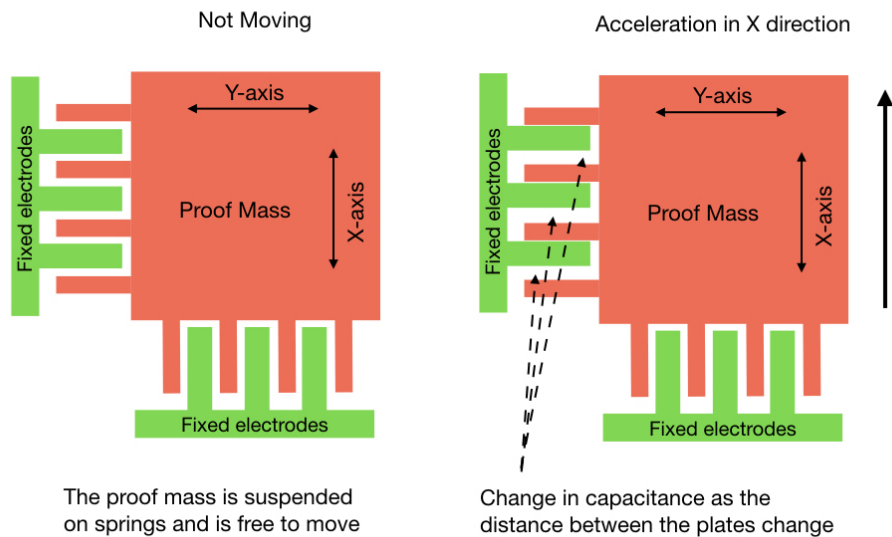 Not Moving
Y-axis
X-axis
Proof Mass
Fixed electrodes
Fixed electrodes
The proof mass is suspended
on springs and is free to move
Acceleration in X direction
Y-axis
X-axis
Proof Mass
Fixed electrodes
Fixed electrodes
Change in capacitance as the
distance between the plates change